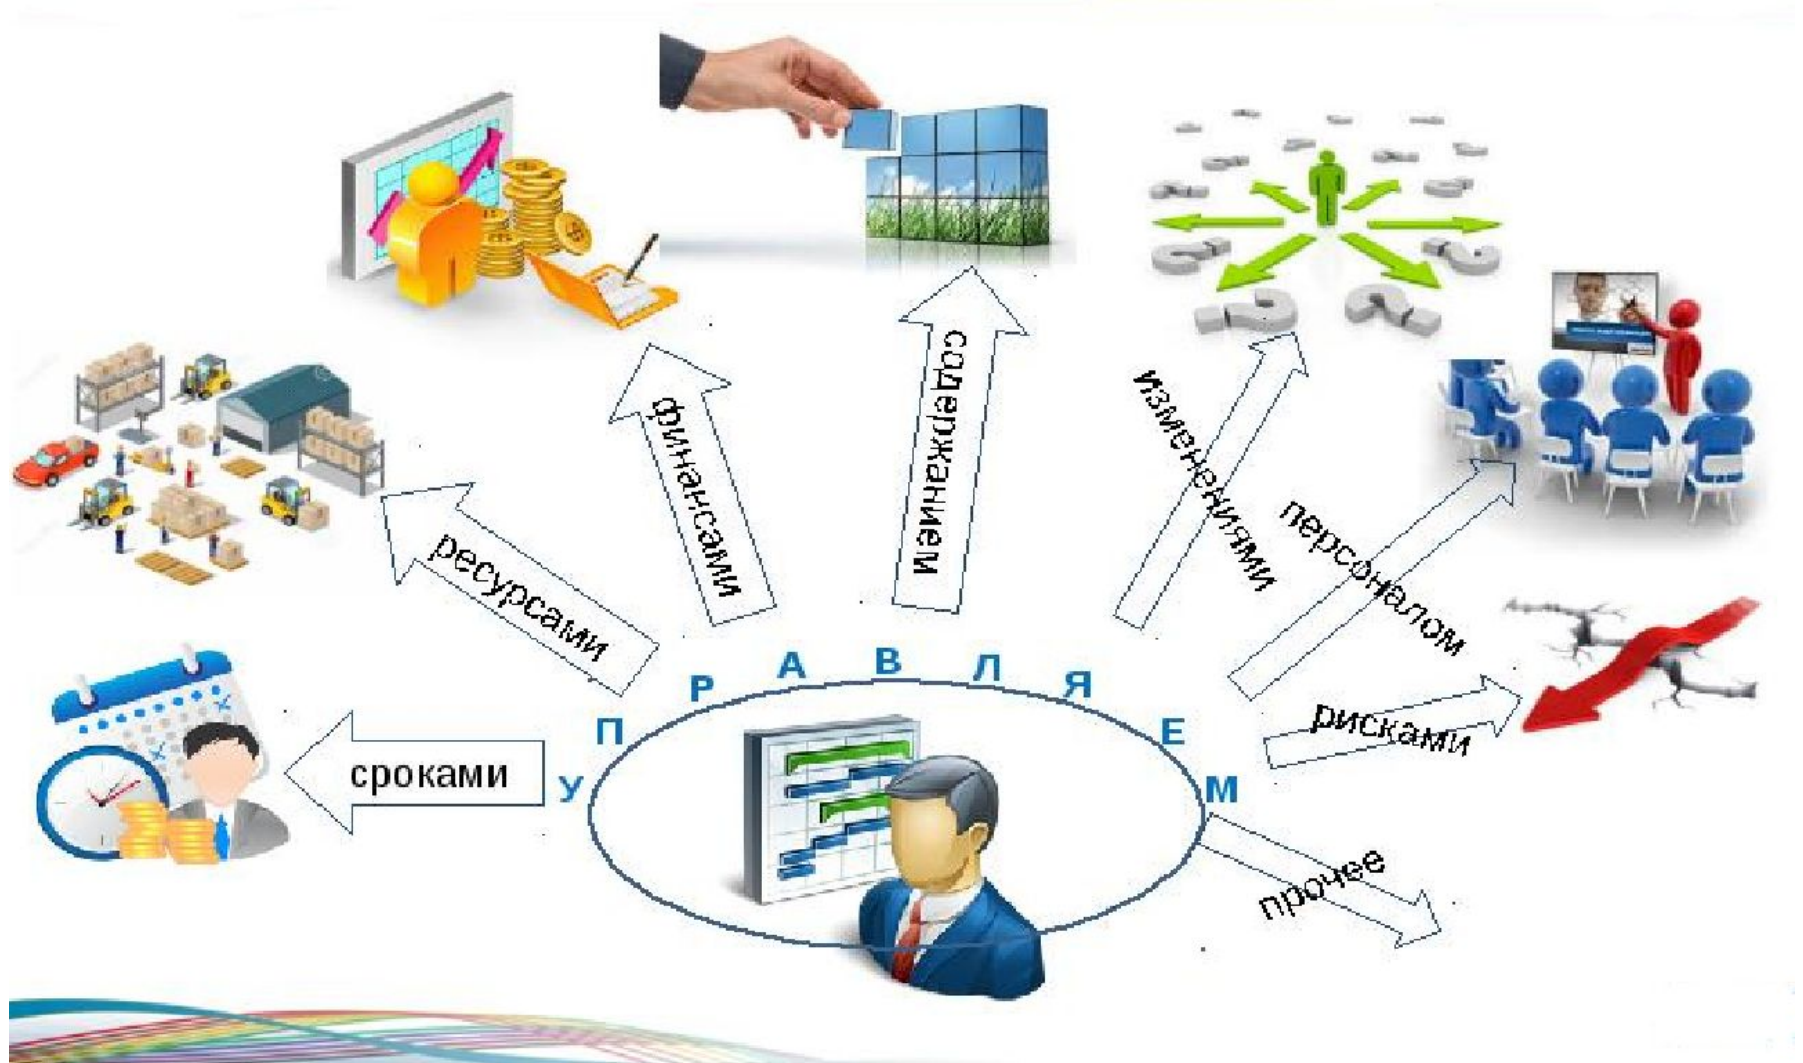 содержанием
изменениями
финансами
персоналом
ресурсами
УПРАВЛЯЕМ
рисками
сроками
прочее